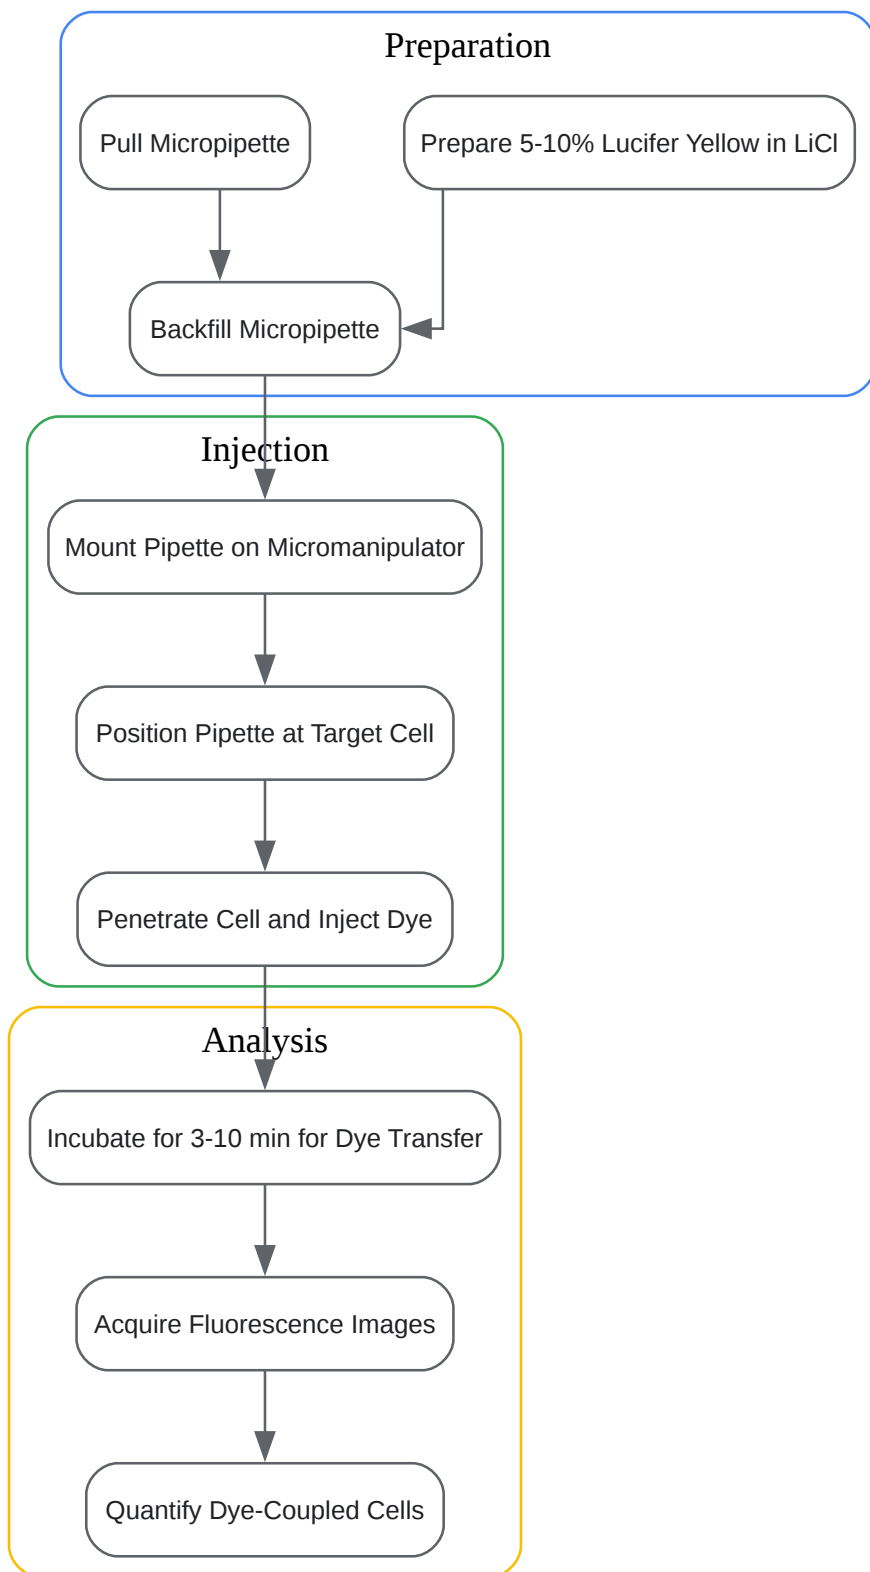 Preparation
Pull Micropipette
Prepare 5-10% Lucifer Yellow in LiCl
Backfill Micropipette
Injection
Mount Pipette on Micromanipulator
Position Pipette at Target Cell
Penetrate Cell and Inject Dye
Analysis
Incubate for 3-10 min for Dye Transfer
Acquire Fluorescence Images
Quantify Dye-Coupled Cells